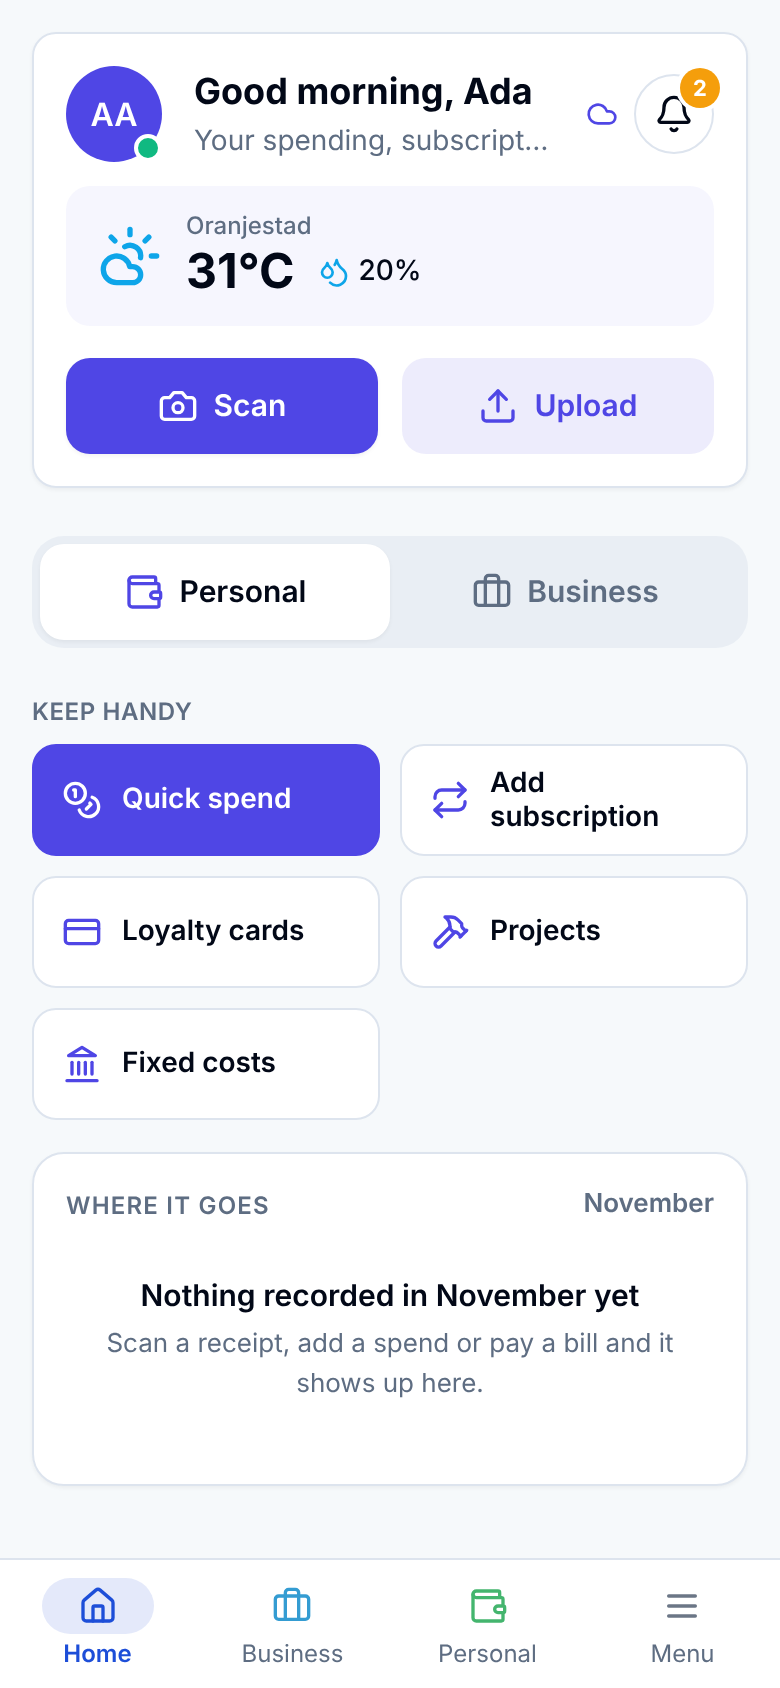 AA
Good morning, Ada
Your spending, subscript...
2
Oranjestad
31°C
20%
Scan
Upload
Personal
Business
KEEP HANDY
Quick spend
Add
subscription
Loyalty cards
Projects
Fixed costs
WHERE IT GOES
November
Nothing recorded in November yet
Scan a receipt, add a spend or pay a bill and it
shows up here.
Home
Business
Personal
Menu